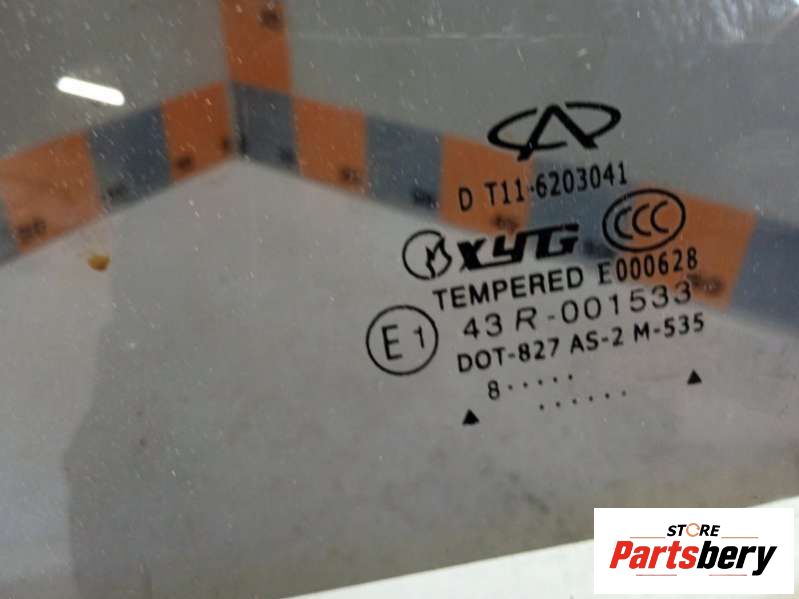 D T11-6203041
XYG CCC
TEMPERED E000628
43R-001533
E1
DOT-827 AS-2 M-535
8.....
......
STORE
Partsbery